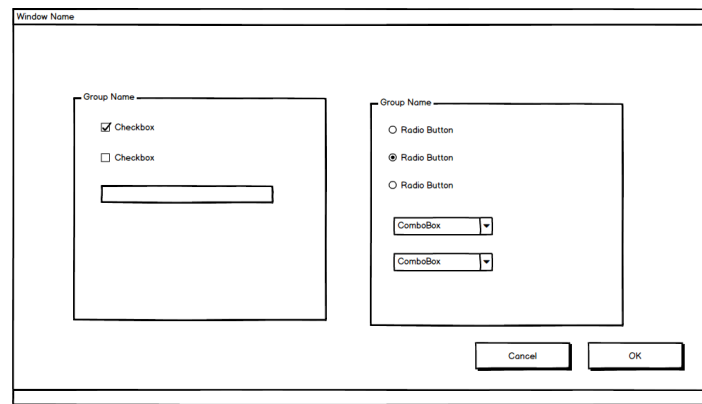 Window Name
Group Name
Checkbox
Checkbox
Group Name
Radio Button
Radio Button
Radio Button
ComboBox
ComboBox
Cancel
OK